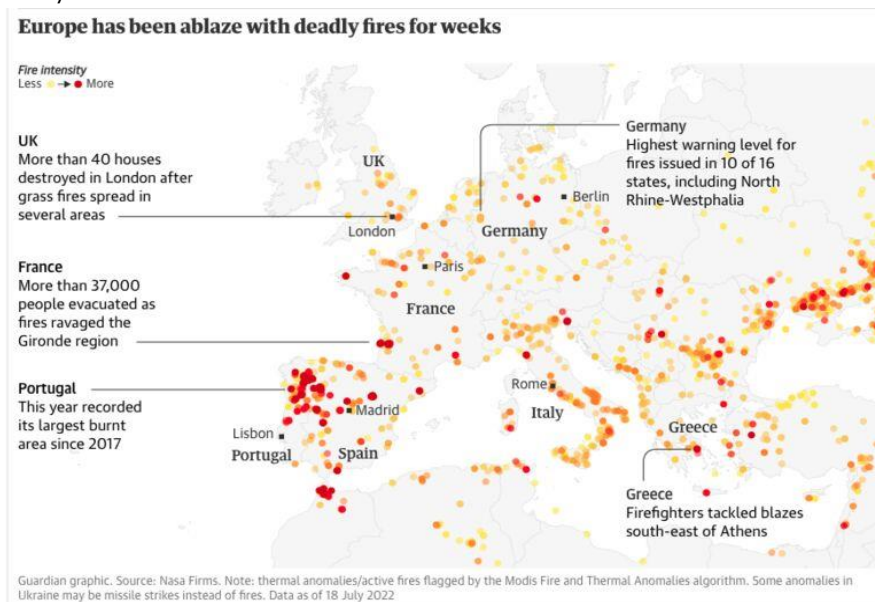 Europe has been ablaze with deadly fires for weeks
Fire intensity
Less → More
UK
More than 40 houses
destroyed in London after
grass fires spread in
several areas
France
More than 37,000
people evacuated as
fires ravaged the
Gironde region
Portugal
This year recorded
its largest burnt
area since 2017
Germany
Highest warning level for
fires issued in 10 of 16
states, including North
Rhine-Westphalia
UK
London
Berlin
Germany
Paris
France
Rome
Italy
Madrid
Lisbon
Portugal
Spain
Greece
Greece
Firefighters tackled blazes
south-east of Athens
Guardian graphic. Source: Nasa Firms. Note: thermal anomalies/active fires flagged by the Modis Fire and Thermal Anomalies algorithm. Some anomalies in
Ukraine may be missile strikes instead of fires. Data as of 18 July 2022